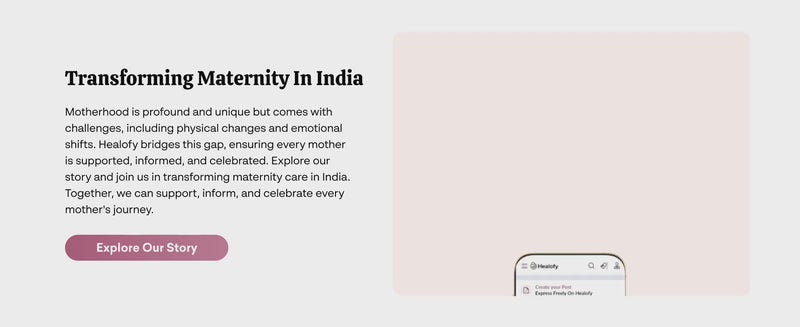 Transforming Maternity In India
Motherhood is profound and unique but comes with
challenges, including physical changes and emotional
shifts. Healofy bridges this gap, ensuring every mother
is supported, informed, and celebrated. Explore our
story and join us in transforming maternity care in India.
Together, we can support, inform, and celebrate every
mother's journey.
Explore Our Story
Healofy
Create your Post
Express Freely On Healofy